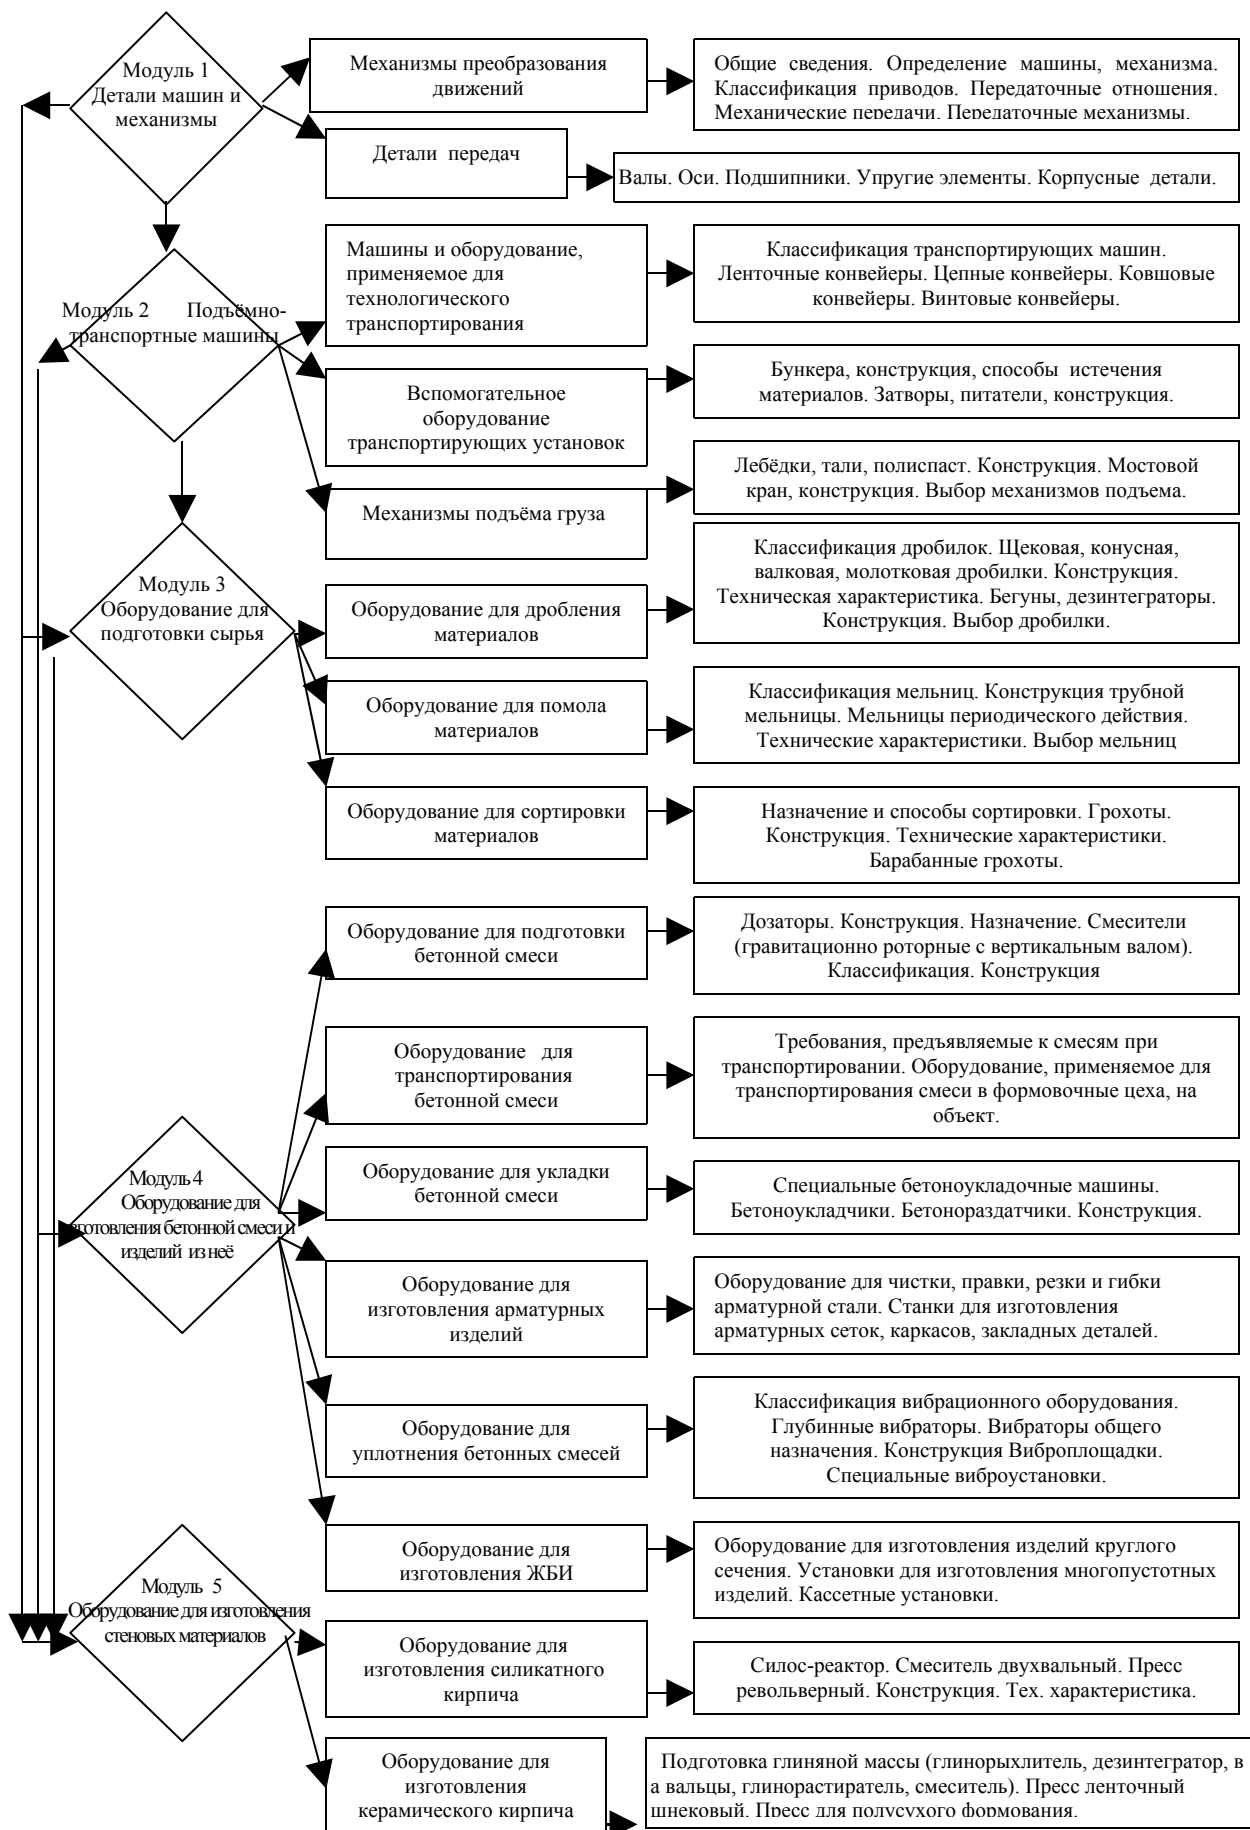 Модуль 1
Детали машин и
механизмы
Механизмы преобразования
движений
Общие сведения. Определение машины, механизма.
Классификация приводов. Передаточные отношения.
Механические передачи. Передаточные механизмы.
Детали передач
Валы. Оси. Подшипники. Упругие элементы. Корпусные детали.
Модуль 2 Подъёмно-
транспортные машины
Машины и оборудование,
применяемое для
технологического
транспортирования
Классификация транспортирующих машин.
Ленточные конвейеры. Цепные конвейеры. Ковшовые
конвейеры. Винтовые конвейеры.
Вспомогательное
оборудование
транспортирующих установок
Бункера, конструкция, способы истечения
материалов. Затворы, питатели, конструкция.
Механизмы подъёма груза
Лебёдки, тали, полиспаст. Конструкция. Мостовой
кран, конструкция. Выбор механизмов подъема.
Модуль 3
Оборудование для
подготовки сырья
Оборудование для дробления
материалов
Классификация дробилок. Щековая, конусная,
валковая, молотковая дробилки. Конструкция.
Техническая характеристика. Бегуны, дезинтеграторы.
Конструкция. Выбор дробилки.
Оборудование для помола
материалов
Классификация мельниц. Конструкция трубной
мельницы. Мельницы периодического действия.
Технические характеристики. Выбор мельниц
Оборудование для сортировки
материалов
Назначение и способы сортировки. Грохоты.
Конструкция. Технические характеристики.
Барабанные грохоты.
Оборудование для подготовки
бетонной смеси
Дозаторы. Конструкция. Назначение. Смесители
(гравитационно роторные с вертикальным валом).
Классификация. Конструкция
Оборудование для
транспортирования
бетонной смеси
Требования, предъявляемые к смесям при
транспортировании. Оборудование, применяемое для
транспортирования смеси в формовочные цеха, на
объект.
Модуль 4
Оборудование для
изготовления бетонной смеси и
изделий из неё
Оборудование для укладки
бетонной смеси
Специальные бетоноукладочные машины.
Бетоноукладчики. Бетонораздатчики. Конструкция.
Оборудование для
изготовления арматурных
изделий
Оборудование для чистки, правки, резки и гибки
арматурной стали. Станки для изготовления
арматурных сеток, каркасов, закладных деталей.
Оборудование для
уплотнения бетонных смесей
Классификация вибрационного оборудования.
Глубинные вибраторы. Вибраторы общего
назначения. Конструкция Виброплощадки.
Специальные виброустановки.
Оборудование для
изготовления ЖБИ
Оборудование для изготовления изделий круглого
сечения. Установки для изготовления многопустотных
изделий. Кассетные установки.
Модуль 5
Оборудование для изготовления
стеновых материалов
Оборудование для
изготовления силикатного
кирпича
Силос-реактор. Смеситель двухвальный. Пресс
револьверный. Конструкция. Тех. характеристика.
Оборудование для
изготовления
керамического кирпича
Подготовка глиняной массы (глинорыхлитель, дезинтегратор, в
а вальцы, глинорастиратель, смеситель). Пресс ленточный
шнековый. Пресс для полусухого формования.